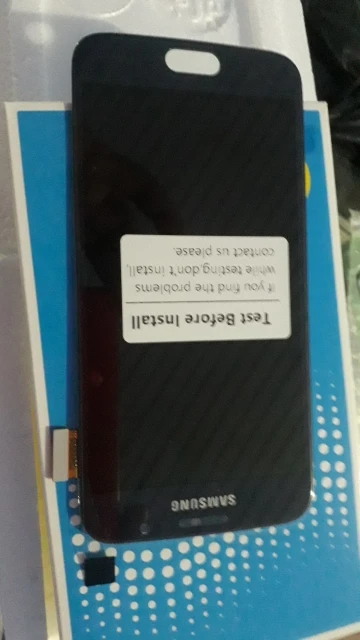 Test Before Install
if you find the problems
while testing,don't install,
contact us please.
SAMSUNG